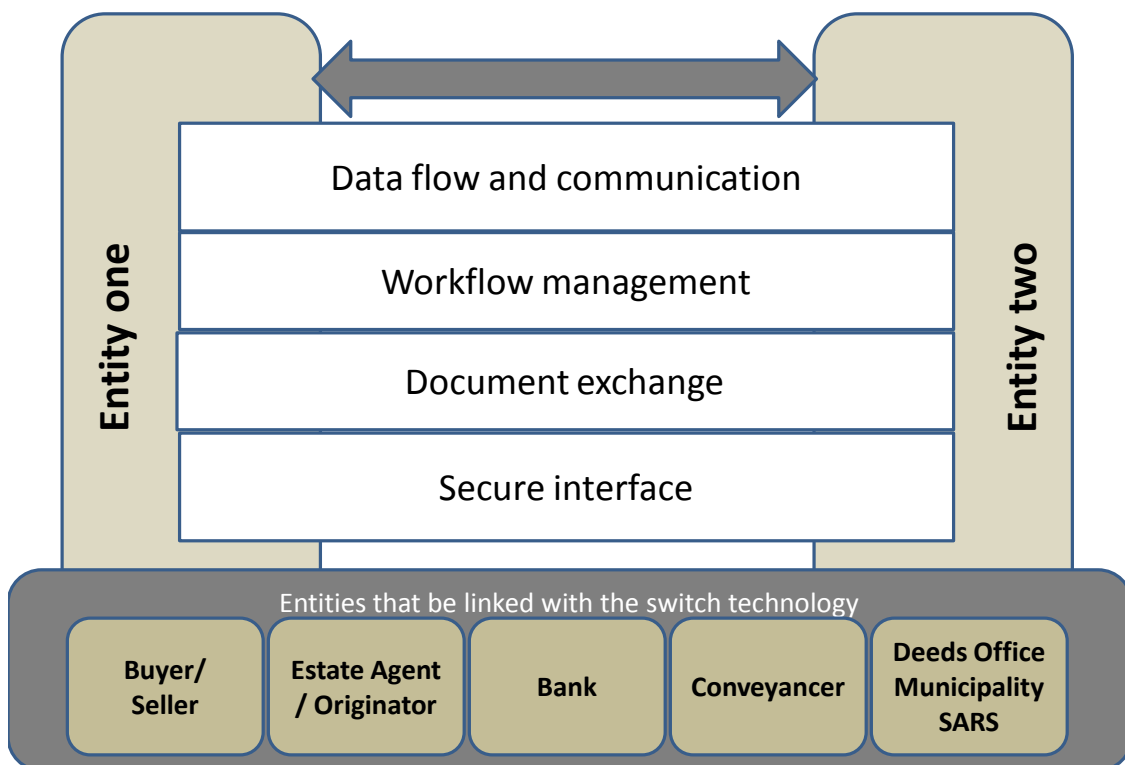 Data flow and communication
Entity one
Workflow management
Entity two
Document exchange
Secure interface
Entities that be linked with the switch technology
Buyer/
Seller
Estate Agent
/ Originator
Bank
Conveyancer
Deeds Office
Municipality
SARS